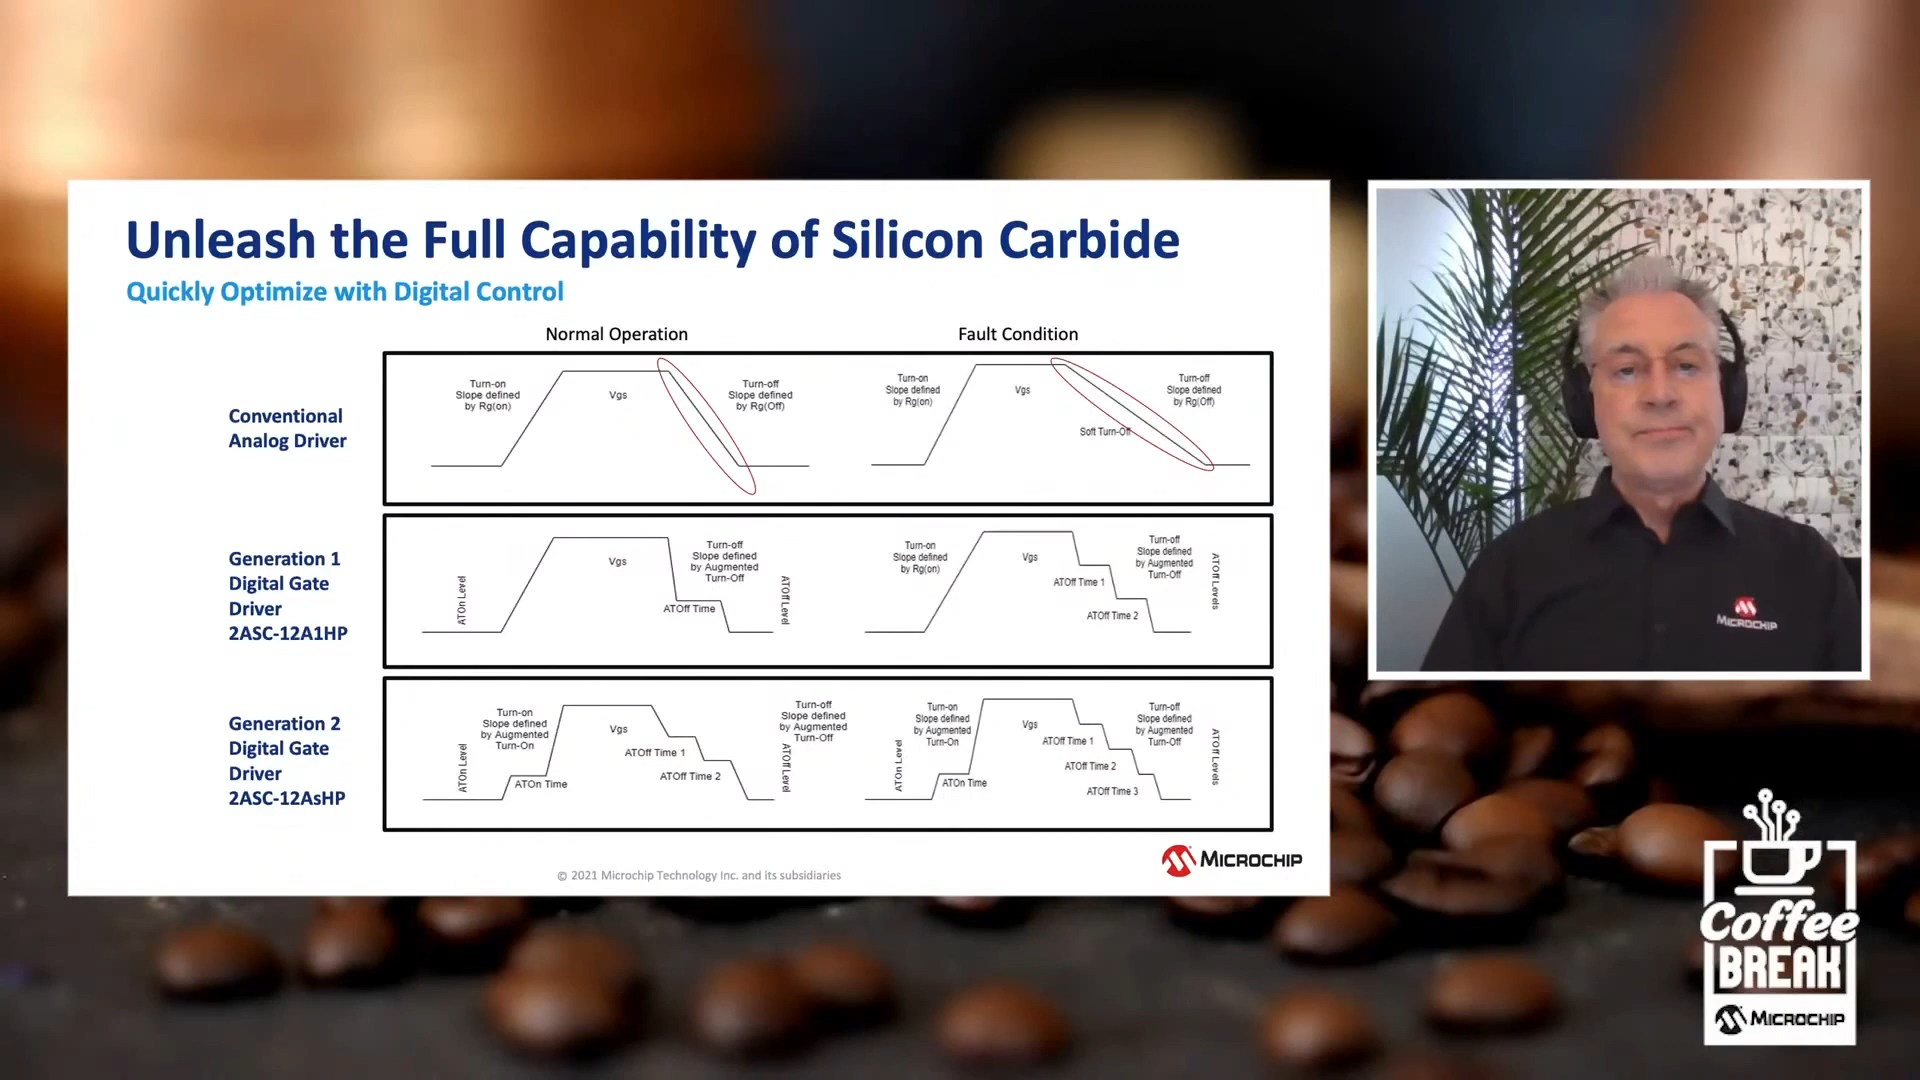 Unleash the Full Capability of Silicon Carbide
Quickly Optimize with Digital Control
Normal Operation
Fault Condition
Conventional
Analog Driver
Turn-on
Slope defined
by Rg(on)
Vgs
Turn-off
Slope defined
by Rg(Off)
Turn-on
Slope defined
by Rg(on)
Vgs
Soft Turn-Off
Turn-off
Slope defined
by Rg(Off)
Generation 1
Digital Gate
Driver
2ASC-12A1HP
ATOn Level
Vgs
Turn-off
Slope defined
by Augmented
Turn-Off
ATOff Time
ATOff Level
Turn-on
Slope defined
by Rg(on)
Vgs
ATOff Time 1
ATOff Time 2
Turn-off
Slope defined
by Augmented
Turn-Off
ATOff Levels
Generation 2
Digital Gate
Driver
2ASC-12AsHP
ATOn Level
Turn-on
Slope defined
by Augmented
Turn-On
ATOn Time
Vgs
ATOff Time 1
ATOff Time 2
Turn-off
Slope defined
by Augmented
Turn-Off
ATOff Level
ATOn Level
Turn-on
Slope defined
by Augmented
Turn-On
ATOn Time
Vgs
ATOff Time 1
ATOff Time 2
ATOff Time 3
Turn-off
Slope defined
by Augmented
Turn-Off
ATOff Levels
© 2021 Microchip Technology Inc. and its subsidiaries
MICROCHIP
MICROCHIP
Coffee
BREAK
MICROCHIP